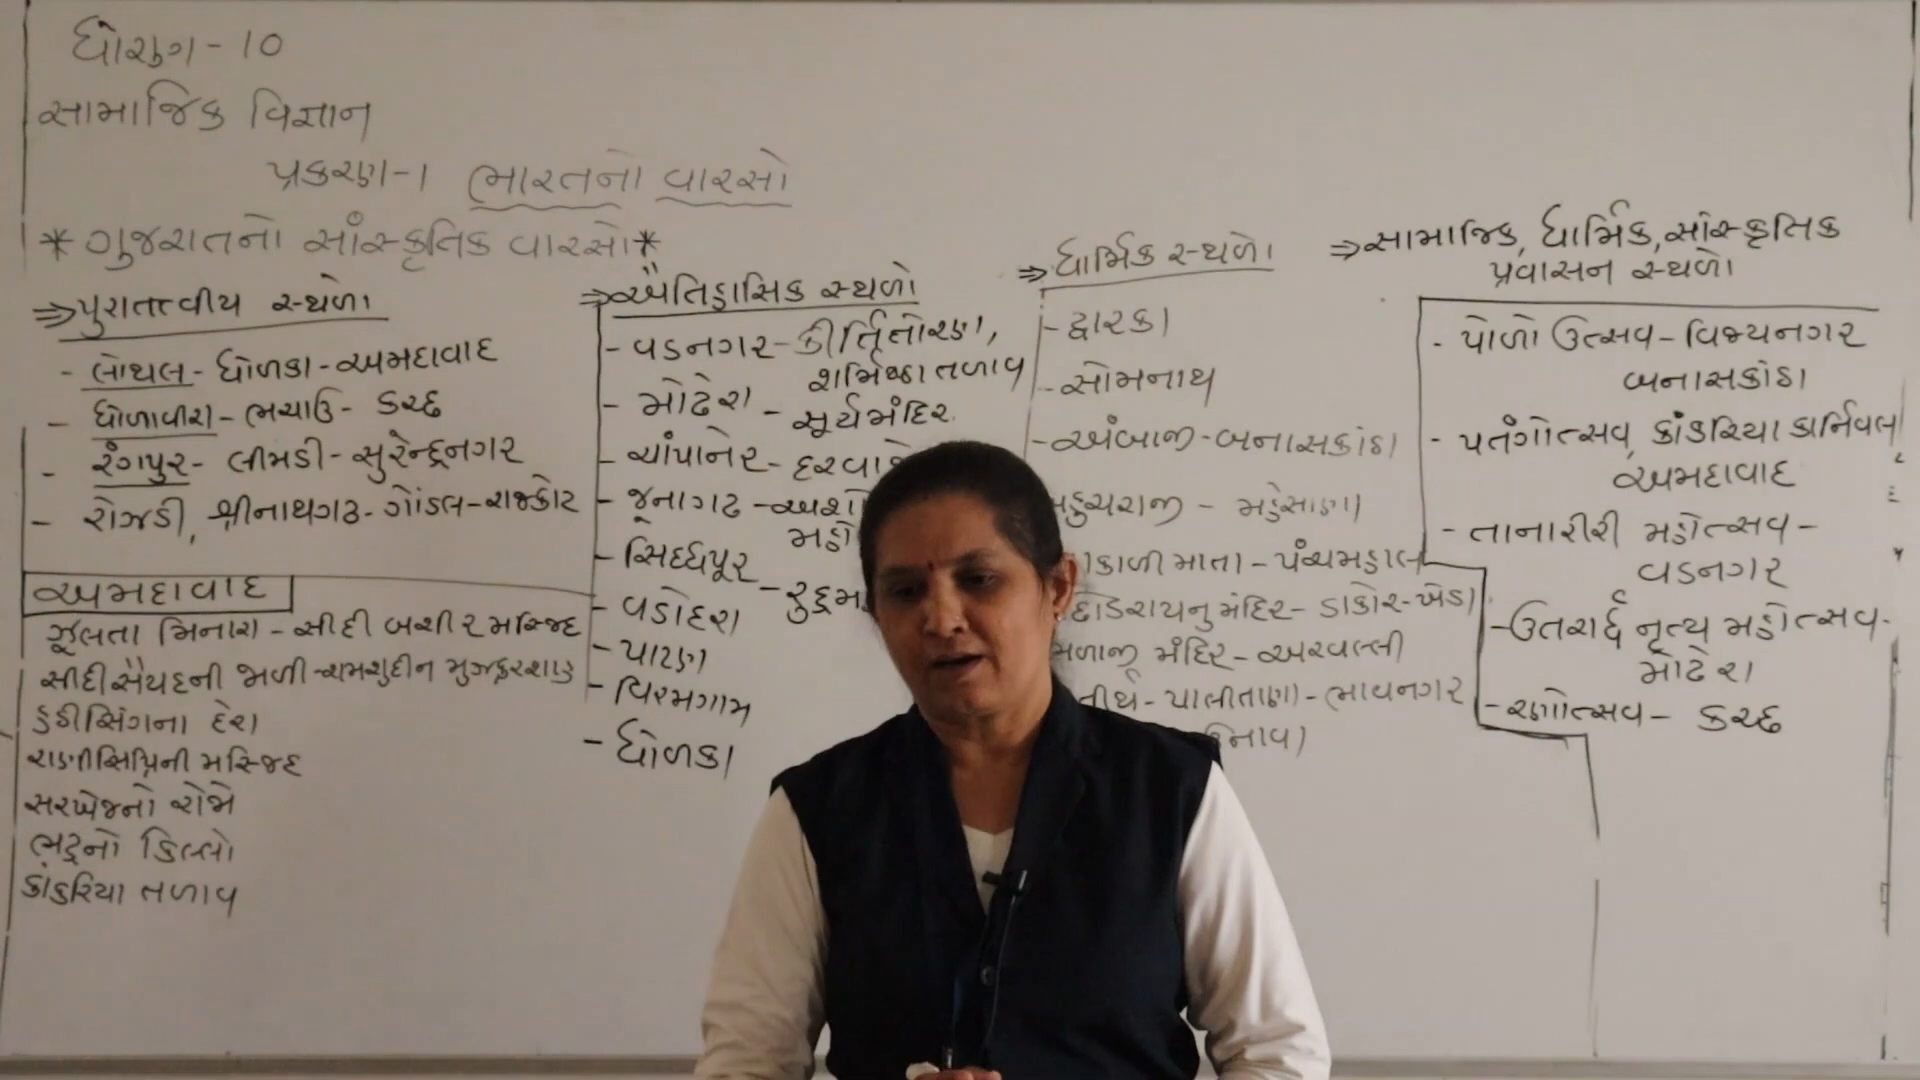 ધોરણ - 10
સામાજિક વિજ્ઞાન
પ્રકરણ-1 ભારતનો વારસો
* ગુજરાતનો સાંસ્કૃતિક વારસો *
⇒ પુરાતત્વીય સ્થળો
- લોથલ - ધોળકા - અમદાવાદ
- ધોળાવીરા - ભચાઉ - કચ્છ
- રંગપુર - લીમડી - સુરેન્દ્રનગર
- રોજડી, શ્રીનાથગઢ - ગોંડલ - રાજકોટ
અમદાવાદ
ઝૂલતા મિનારા - સીદી બશીર મસ્જિદ
સીદી સૈયદની જાળી - શમશુદીન મુઝફ્ફરશાહ
હઠીસિંગના દેરા
રાણીસિપ્રિની મસ્જિદ
સરખેજનો રોજો
ભદ્રનો કિલ્લો
કાંકરિયા તળાવ
⇒ ઐતિહાસિક સ્થળો
- વડનગર - કીર્તિતોરણ,
શર્મિષ્ઠા તળાવ
- મોઢેરા - સૂર્યમંદિર
- ચાંપાનેર -
- જૂનાગઢ -
- સિદ્ધપૂર -
- વડોદરા
- પાટણ
- વિરમગામ
- ધોળકા
⇒ ધાર્મિક સ્થળો
- દ્વારકા
- સોમનાથ
- અંબાજી - બનાસકાંઠા
- મહેસાણા
માતા - પંચમહાલ
મંદિર - ડાકોર - ખેડા
મંદિર - અરવલ્લી
- પાલીતાણા - ભાવનગર
⇒ સામાજિક, ધાર્મિક, સાંસ્કૃતિક
પ્રવાસન સ્થળો
- પોળો ઉત્સવ - વિજયનગર
બનાસકાંઠા
- પતંગોત્સવ, કાંકરિયા કાર્નિવલ
અમદાવાદ
- તાનારીરી મહોત્સવ -
વડનગર
- ઉતરાર્દ્ધ નૃત્ય મહોત્સવ -
મોઢેરા
- રણોત્સવ - કચ્છ